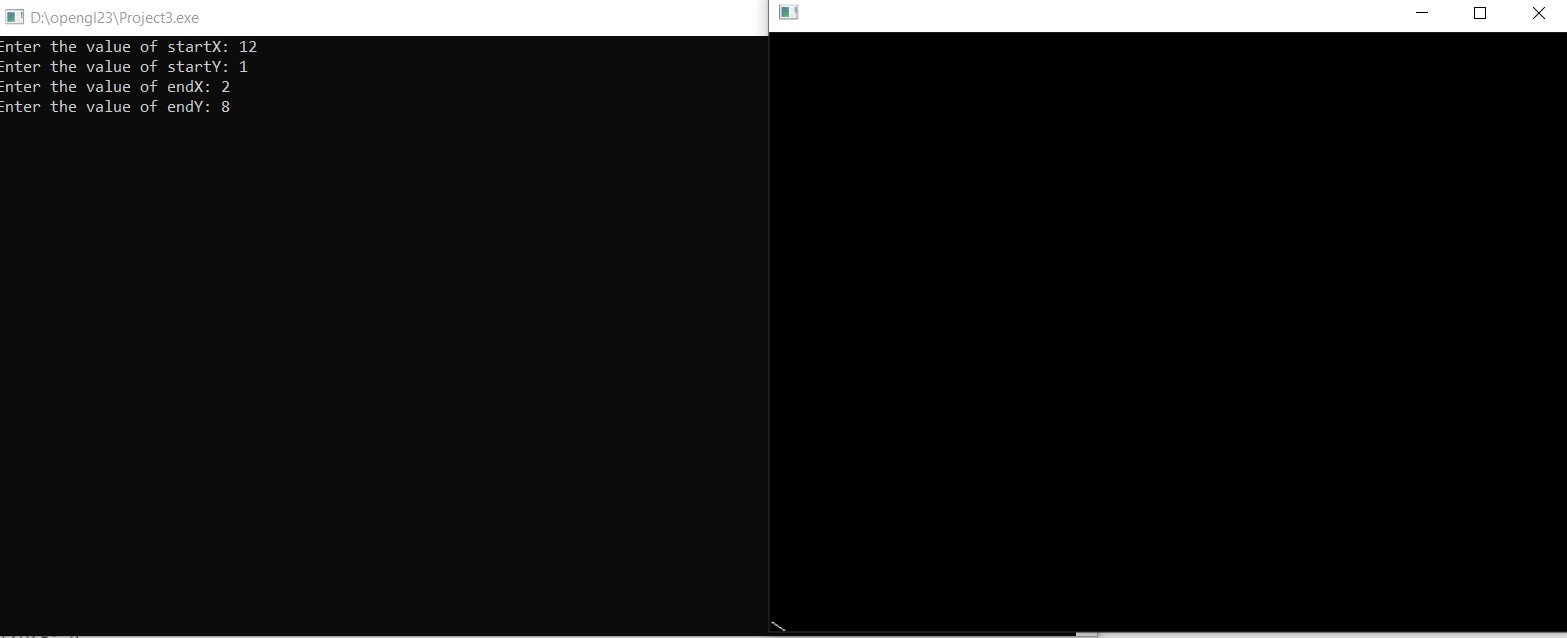 D:\opengl23\Project3.exe
Enter the value of startX: 12
Enter the value of startY: 1
Enter the value of endX: 2
Enter the value of endY: 8